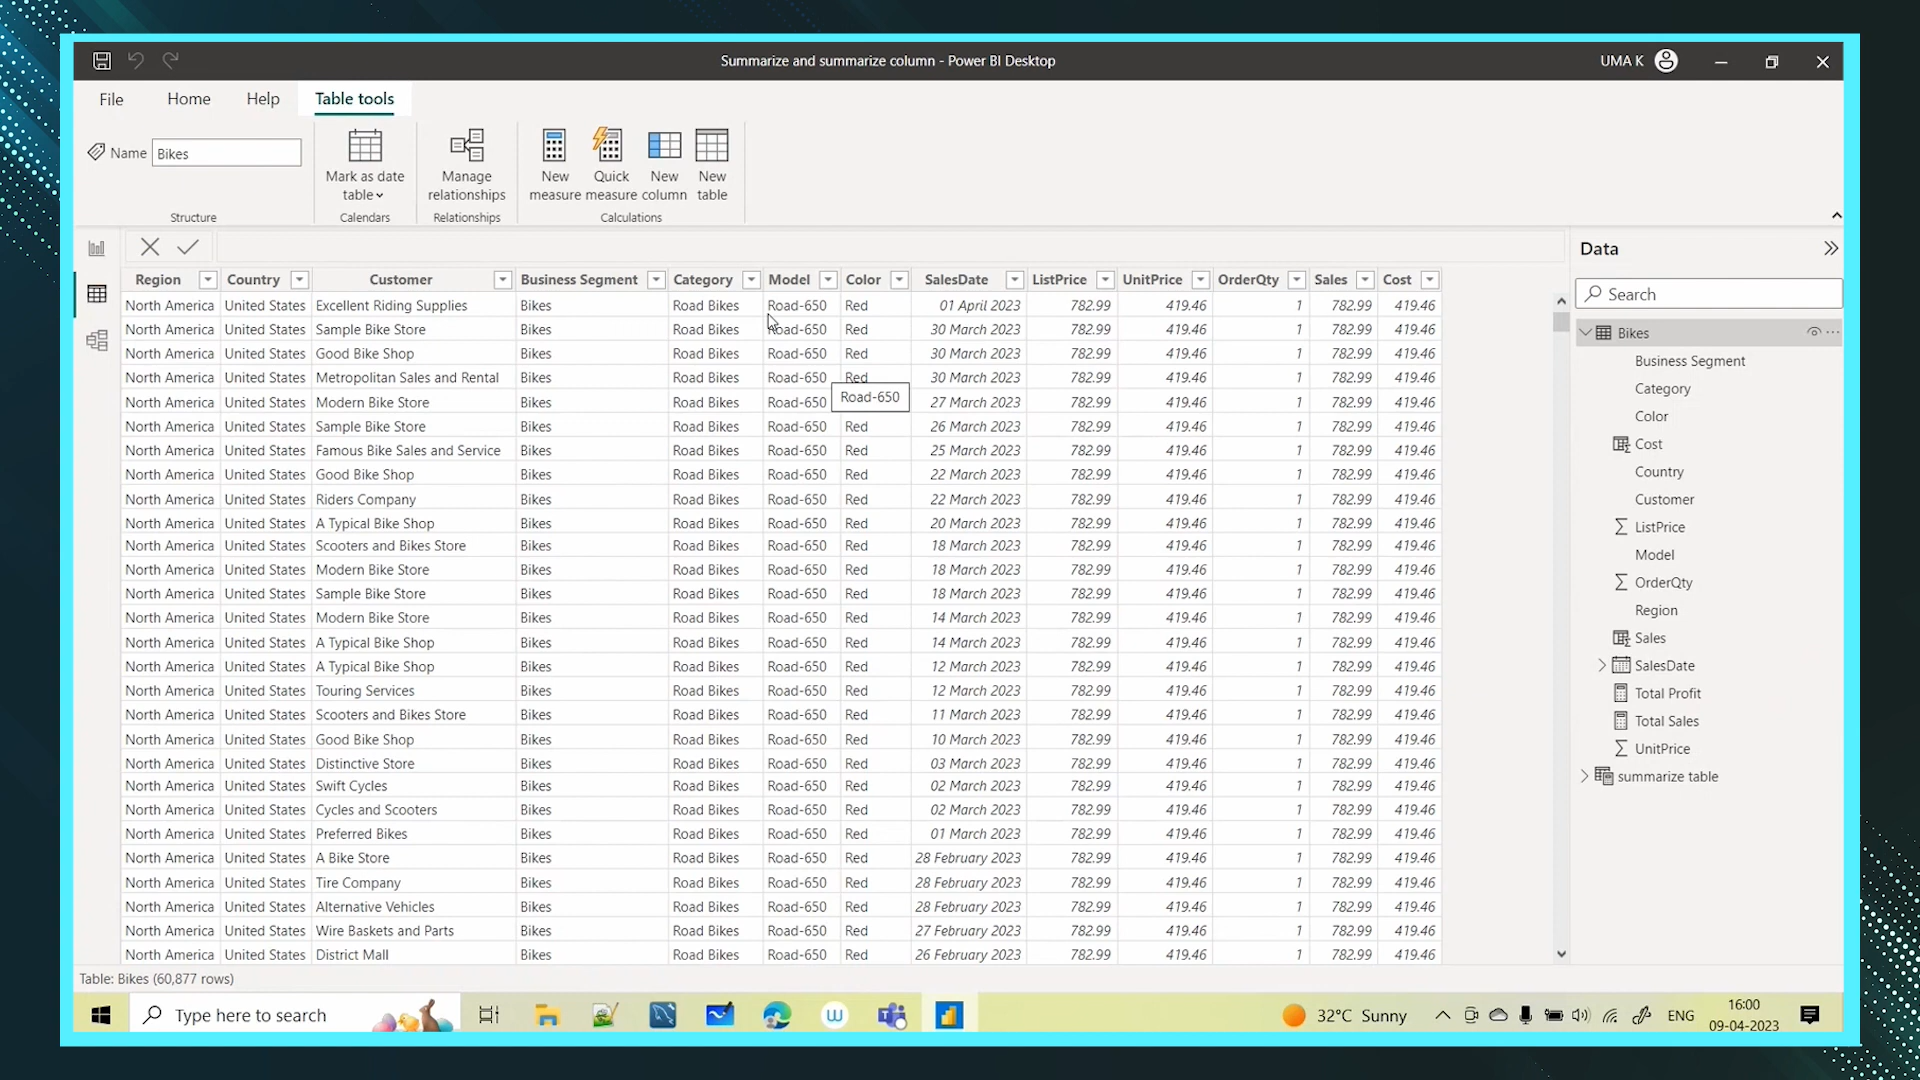 Summarize and summarize column - Power BI Desktop
UMA K
File Home Help Table tools
Name Bikes
Mark as date table
Manage relationships
New measure
Quick measure
New column
New table
Structure Calendars Relationships Calculations
Region Country Customer Business Segment Category Model Color SalesDate ListPrice UnitPrice OrderQty Sales Cost
North America United States Excellent Riding Supplies Bikes Road Bikes Road-650 Red 01 April 2023 782.99 419.46 1 782.99 419.46
North America United States Sample Bike Store Bikes Road Bikes Road-650 Red 30 March 2023 782.99 419.46 1 782.99 419.46
North America United States Good Bike Shop Bikes Road Bikes Road-650 Red 30 March 2023 782.99 419.46 1 782.99 419.46
North America United States Metropolitan Sales and Rental Bikes Road Bikes Road-650 Red 30 March 2023 782.99 419.46 1 782.99 419.46
Road-650
North America United States Modern Bike Store Bikes Road Bikes Road-650 27 March 2023 782.99 419.46 1 782.99 419.46
North America United States Sample Bike Store Bikes Road Bikes Road-650 Red 26 March 2023 782.99 419.46 1 782.99 419.46
North America United States Famous Bike Sales and Service Bikes Road Bikes Road-650 Red 25 March 2023 782.99 419.46 1 782.99 419.46
North America United States Good Bike Shop Bikes Road Bikes Road-650 Red 22 March 2023 782.99 419.46 1 782.99 419.46
North America United States Riders Company Bikes Road Bikes Road-650 Red 22 March 2023 782.99 419.46 1 782.99 419.46
North America United States A Typical Bike Shop Bikes Road Bikes Road-650 Red 20 March 2023 782.99 419.46 1 782.99 419.46
North America United States Scooters and Bikes Store Bikes Road Bikes Road-650 Red 18 March 2023 782.99 419.46 1 782.99 419.46
North America United States Modern Bike Store Bikes Road Bikes Road-650 Red 18 March 2023 782.99 419.46 1 782.99 419.46
North America United States Sample Bike Store Bikes Road Bikes Road-650 Red 18 March 2023 782.99 419.46 1 782.99 419.46
North America United States Modern Bike Store Bikes Road Bikes Road-650 Red 14 March 2023 782.99 419.46 1 782.99 419.46
North America United States A Typical Bike Shop Bikes Road Bikes Road-650 Red 14 March 2023 782.99 419.46 1 782.99 419.46
North America United States A Typical Bike Shop Bikes Road Bikes Road-650 Red 12 March 2023 782.99 419.46 1 782.99 419.46
North America United States Touring Services Bikes Road Bikes Road-650 Red 12 March 2023 782.99 419.46 1 782.99 419.46
North America United States Scooters and Bikes Store Bikes Road Bikes Road-650 Red 11 March 2023 782.99 419.46 1 782.99 419.46
North America United States Good Bike Shop Bikes Road Bikes Road-650 Red 10 March 2023 782.99 419.46 1 782.99 419.46
North America United States Distinctive Store Bikes Road Bikes Road-650 Red 03 March 2023 782.99 419.46 1 782.99 419.46
North America United States Swift Cycles Bikes Road Bikes Road-650 Red 02 March 2023 782.99 419.46 1 782.99 419.46
North America United States Cycles and Scooters Bikes Road Bikes Road-650 Red 02 March 2023 782.99 419.46 1 782.99 419.46
North America United States Preferred Bikes Bikes Road Bikes Road-650 Red 01 March 2023 782.99 419.46 1 782.99 419.46
North America United States A Bike Store Bikes Road Bikes Road-650 Red 28 February 2023 782.99 419.46 1 782.99 419.46
North America United States Tire Company Bikes Road Bikes Road-650 Red 28 February 2023 782.99 419.46 1 782.99 419.46
North America United States Alternative Vehicles Bikes Road Bikes Road-650 Red 28 February 2023 782.99 419.46 1 782.99 419.46
North America United States Wire Baskets and Parts Bikes Road Bikes Road-650 Red 27 February 2023 782.99 419.46 1 782.99 419.46
North America United States District Mall Bikes Road Bikes Road-650 Red 26 February 2023 782.99 419.46 1 782.99 419.46
Table: Bikes (60,877 rows)
Data
Search
Bikes
Business Segment
Category
Color
Cost
Country
Customer
ListPrice
Model
OrderQty
Region
Sales
SalesDate
Total Profit
Total Sales
UnitPrice
summarize table
Type here to search
W
32°C Sunny
ENG
16:00
09-04-2023